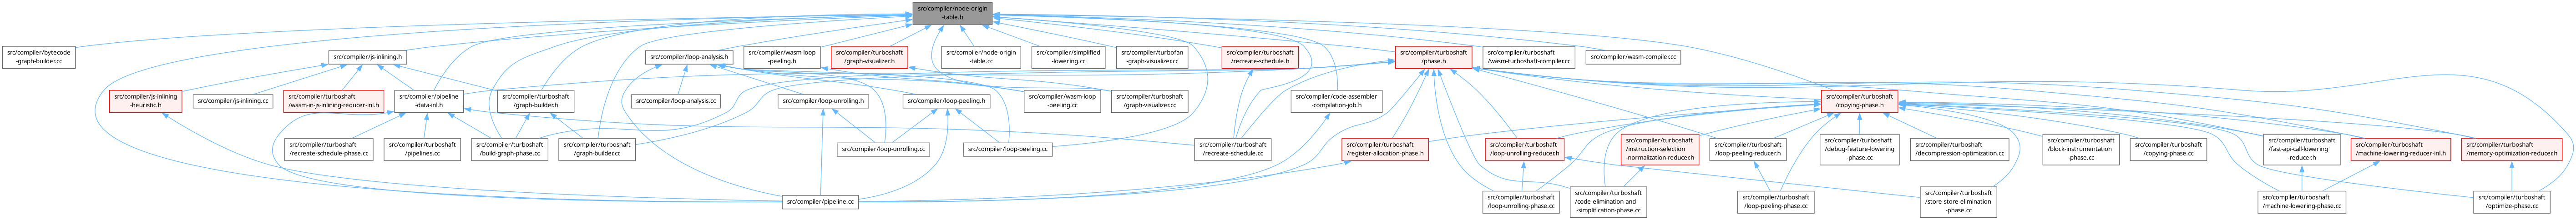 src/compiler/node-origin
-table.h
src/compiler/bytecode
-graph-builder.cc
src/compiler/js-inlining.h
src/compiler/loop-analysis.h
src/compiler/wasm-loop
-peeling.h
src/compiler/turboshaft
/graph-visualizer.h
src/compiler/node-origin
-table.cc
src/compiler/simplified
-lowering.cc
src/compiler/turbofan
-graph-visualizer.cc
src/compiler/turboshaft
/recreate-schedule.h
src/compiler/turboshaft
/phase.h
src/compiler/turboshaft
/wasm-turboshaft-compiler.cc
src/compiler/wasm-compiler.cc
src/compiler/js-inlining
-heuristic.h
src/compiler/js-inlining.cc
src/compiler/turboshaft
/wasm-in-js-inlining-reducer-inl.h
src/compiler/pipeline
-data-inl.h
src/compiler/turboshaft
/graph-builder.h
src/compiler/loop-analysis.cc
src/compiler/loop-unrolling.h
src/compiler/loop-peeling.h
src/compiler/wasm-loop
-peeling.cc
src/compiler/turboshaft
/graph-visualizer.cc
src/compiler/code-assembler
-compilation-job.h
src/compiler/turboshaft
/copying-phase.h
src/compiler/turboshaft
/recreate-schedule-phase.cc
src/compiler/turboshaft
/pipelines.cc
src/compiler/turboshaft
/build-graph-phase.cc
src/compiler/turboshaft
/graph-builder.cc
src/compiler/loop-unrolling.cc
src/compiler/loop-peeling.cc
src/compiler/turboshaft
/recreate-schedule.cc
src/compiler/turboshaft
/register-allocation-phase.h
src/compiler/turboshaft
/loop-unrolling-reducer.h
src/compiler/turboshaft
/instruction-selection
-normalization-reducer.h
src/compiler/turboshaft
/loop-peeling-reducer.h
src/compiler/turboshaft
/debug-feature-lowering
-phase.cc
src/compiler/turboshaft
/decompression-optimization.cc
src/compiler/turboshaft
/block-instrumentation
-phase.cc
src/compiler/turboshaft
/copying-phase.cc
src/compiler/turboshaft
/fast-api-call-lowering
-reducer.h
src/compiler/turboshaft
/machine-lowering-reducer-inl.h
src/compiler/turboshaft
/memory-optimization-reducer.h
src/compiler/pipeline.cc
src/compiler/turboshaft
/loop-unrolling-phase.cc
src/compiler/turboshaft
/code-elimination-and
-simplification-phase.cc
src/compiler/turboshaft
/loop-peeling-phase.cc
src/compiler/turboshaft
/store-store-elimination
-phase.cc
src/compiler/turboshaft
/machine-lowering-phase.cc
src/compiler/turboshaft
/optimize-phase.cc